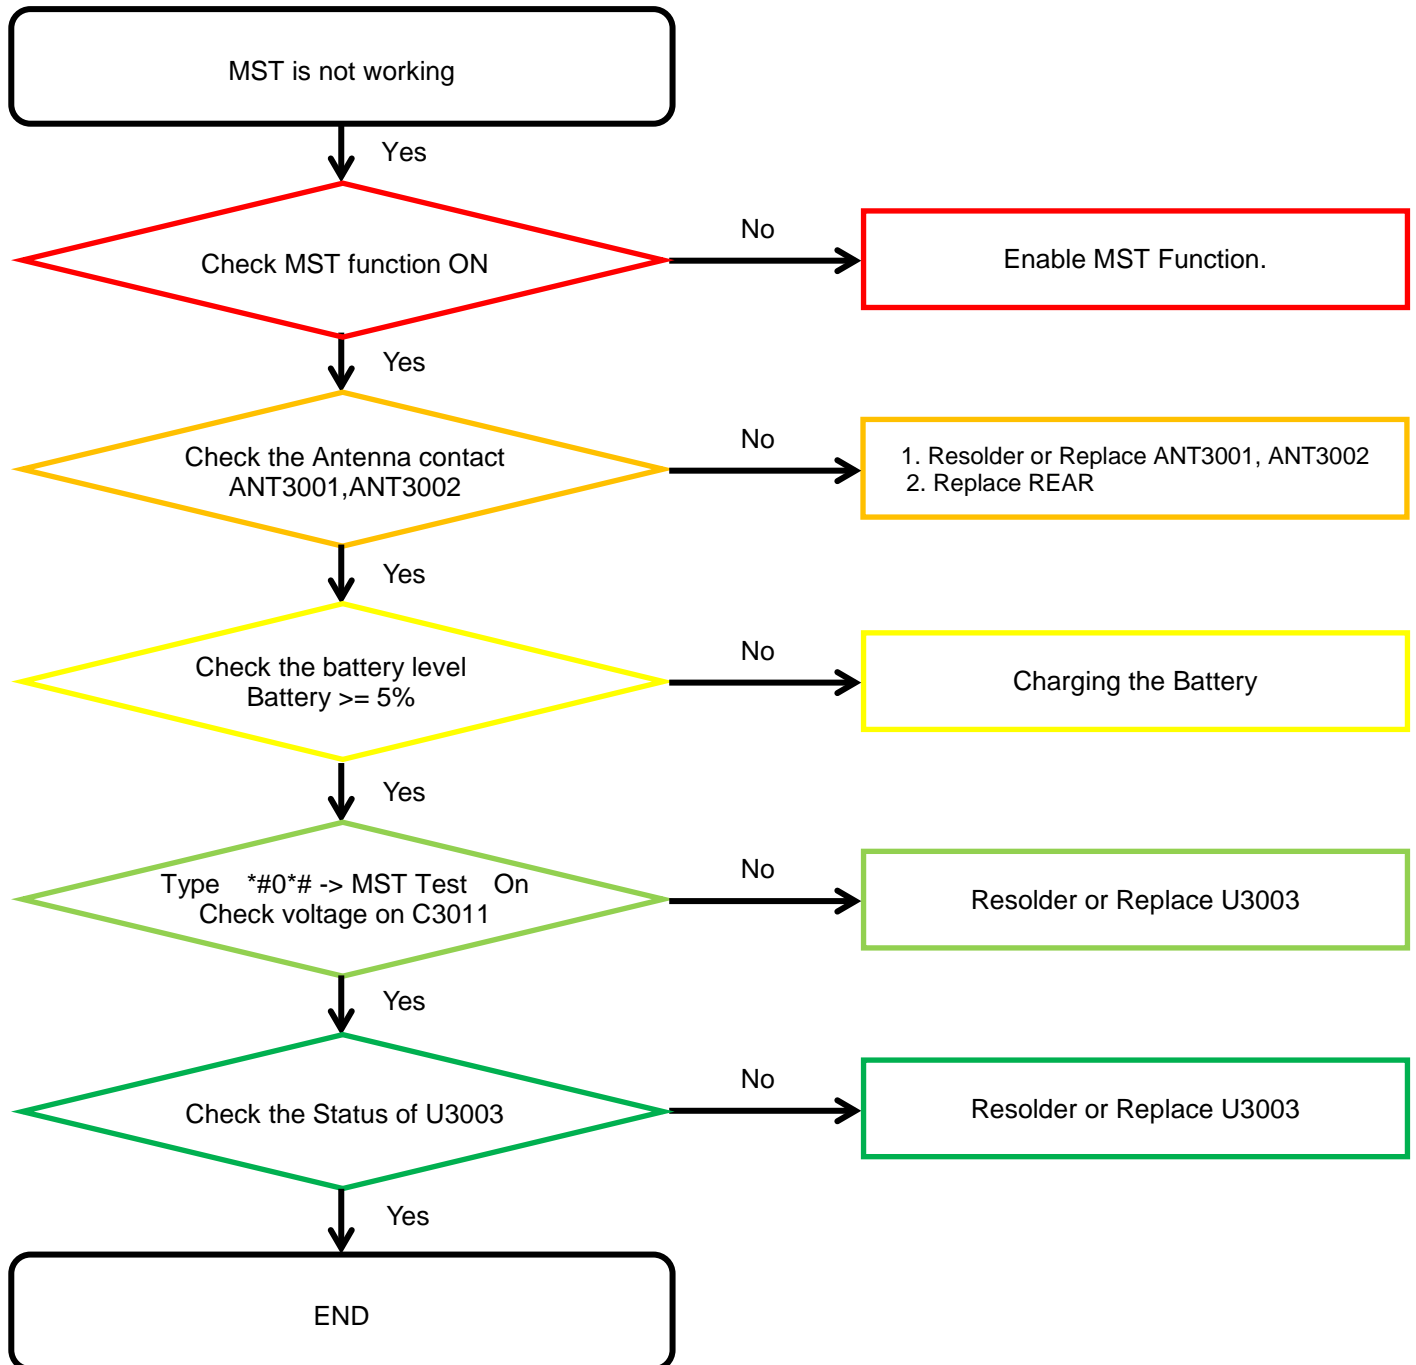 MST is not working
Yes
Check MST function ON
No
Enable MST Function.
Yes
Check the Antenna contact
ANT3001,ANT3002
No
1. Resolder or Replace ANT3001, ANT3002
2. Replace REAR
Yes
Check the battery level
Battery >= 5%
No
Charging the Battery
Yes
Type *#0*# -> MST Test On
Check voltage on C3011
No
Resolder or Replace U3003
Yes
Check the Status of U3003
No
Resolder or Replace U3003
Yes
END